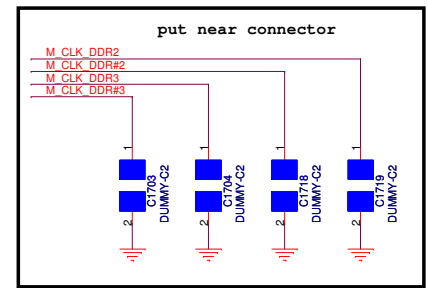 put near connector
M_CLK_DDR2
M_CLK_DDR#2
M_CLK_DDR3
M_CLK_DDR#3
1
1
1
1
C1703
DUMMY-C2
C1704
DUMMY-C2
C1718
DUMMY-C2
C1719
DUMMY-C2
2
2
2
2